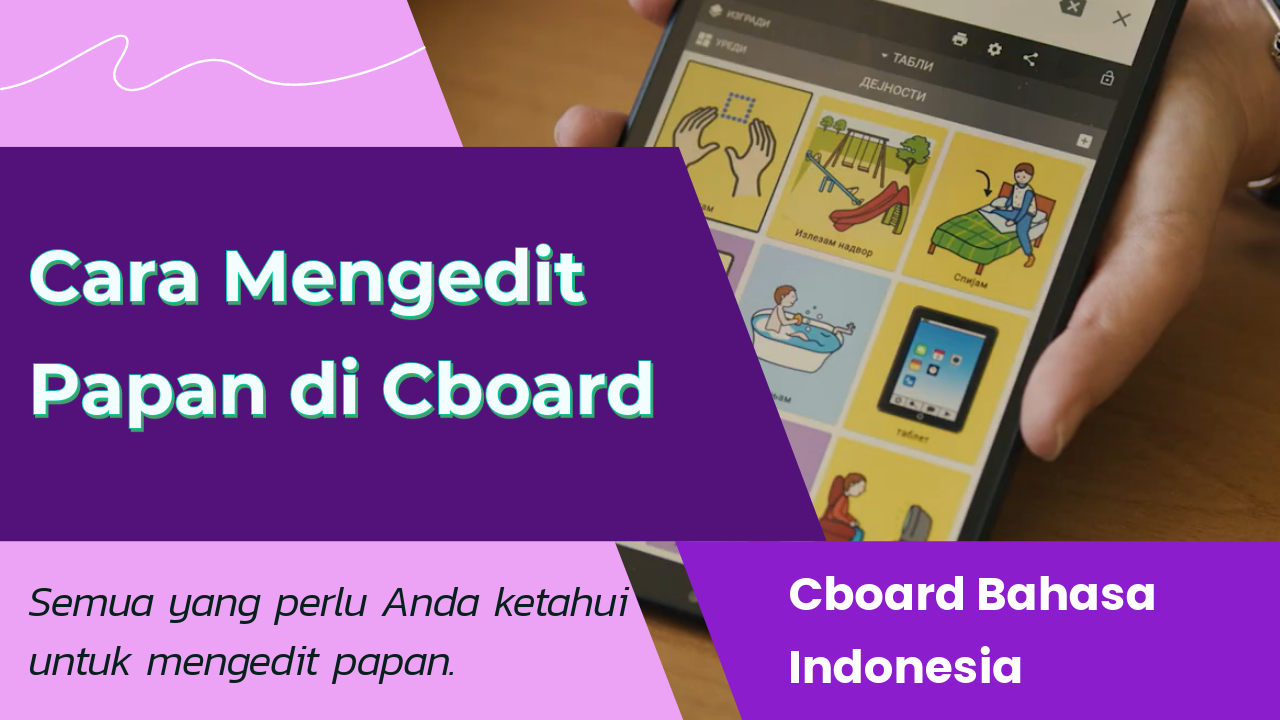 ИЗГРАДИ
УРЕДИ
ТАБЛИ
ДЕЈНОСТИ
Излезам надвор
Спијам
таблет
Cara Mengedit
Papan di Cboard
Semua yang perlu Anda ketahui
untuk mengedit papan.
Cboard Bahasa
Indonesia